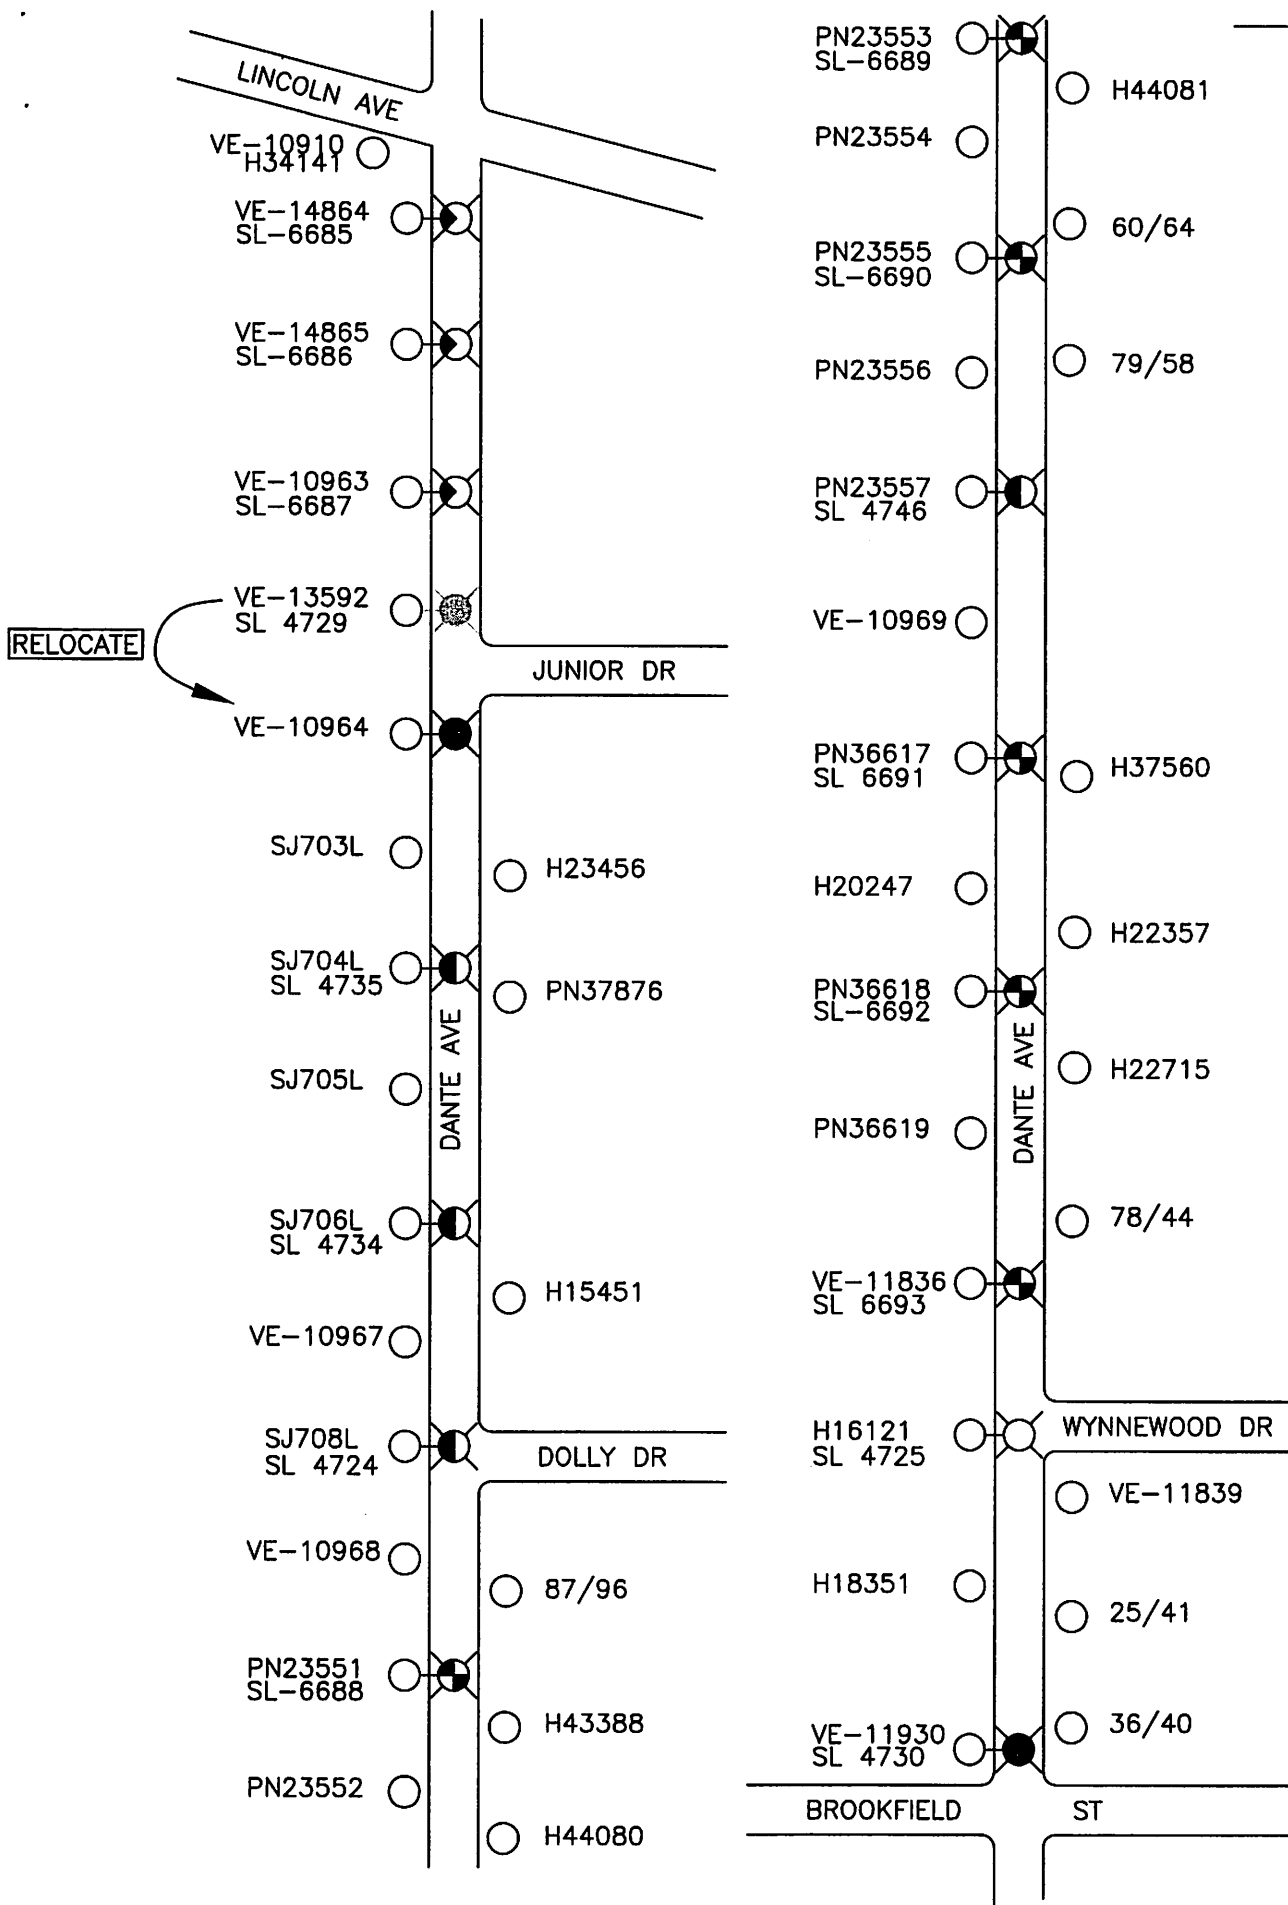 LINCOLN AVE
VE-10910
H34141
VE-14864
SL-6685
VE-14865
SL-6686
VE-10963
SL-6687
VE-13592
SL 4729
RELOCATE
JUNIOR DR
VE-10964
SJ703L
H23456
SJ704L
SL 4735
PN37876
DANTE AVE
SJ705L
SJ706L
SL 4734
H15451
VE-10967
SJ708L
SL 4724
DOLLY DR
VE-10968
87/96
PN23551
SL-6688
H43388
PN23552
H44080
PN23553
SL-6689
H44081
PN23554
60/64
PN23555
SL-6690
79/58
PN23556
PN23557
SL 4746
VE-10969
PN36617
SL 6691
H37560
H20247
H22357
PN36618
SL-6692
DANTE AVE
H22715
PN36619
78/44
VE-11836
SL 6693
WYNNEWOOD DR
H16121
SL 4725
VE-11839
H18351
25/41
36/40
VE-11930
SL 4730
BROOKFIELD ST